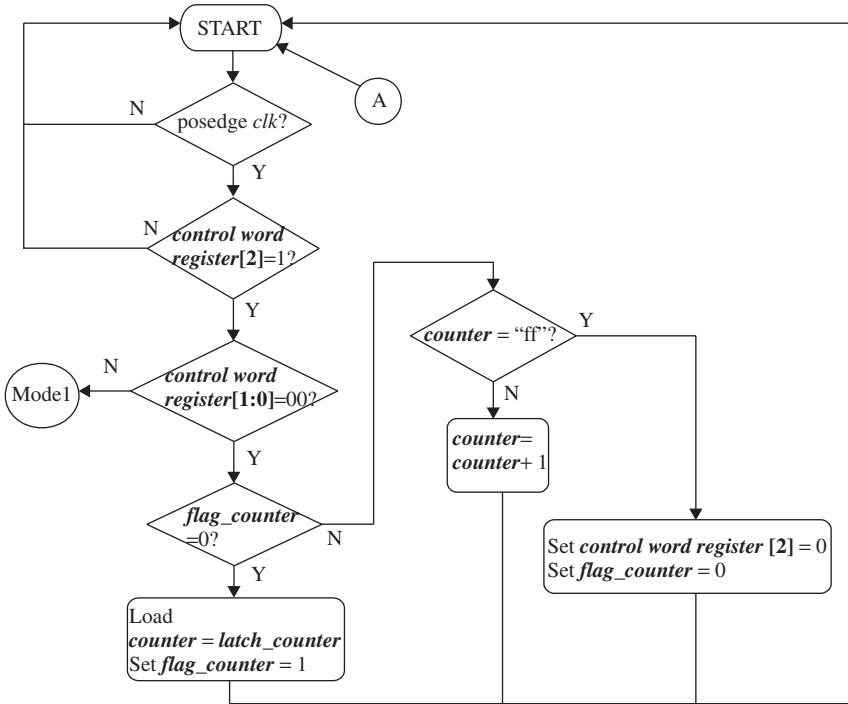 START
A
N
posedge clk?
Y
N
control word
register[2]=1?
Y
counter = “ff”?
Y
N
Mode1
control word
register[1:0]=00?
N
counter=
counter+ 1
Y
flag_counter
=0?
N
Set control word register [2] = 0
Set flag_counter = 0
Y
Load
counter = latch_counter
Set flag_counter = 1